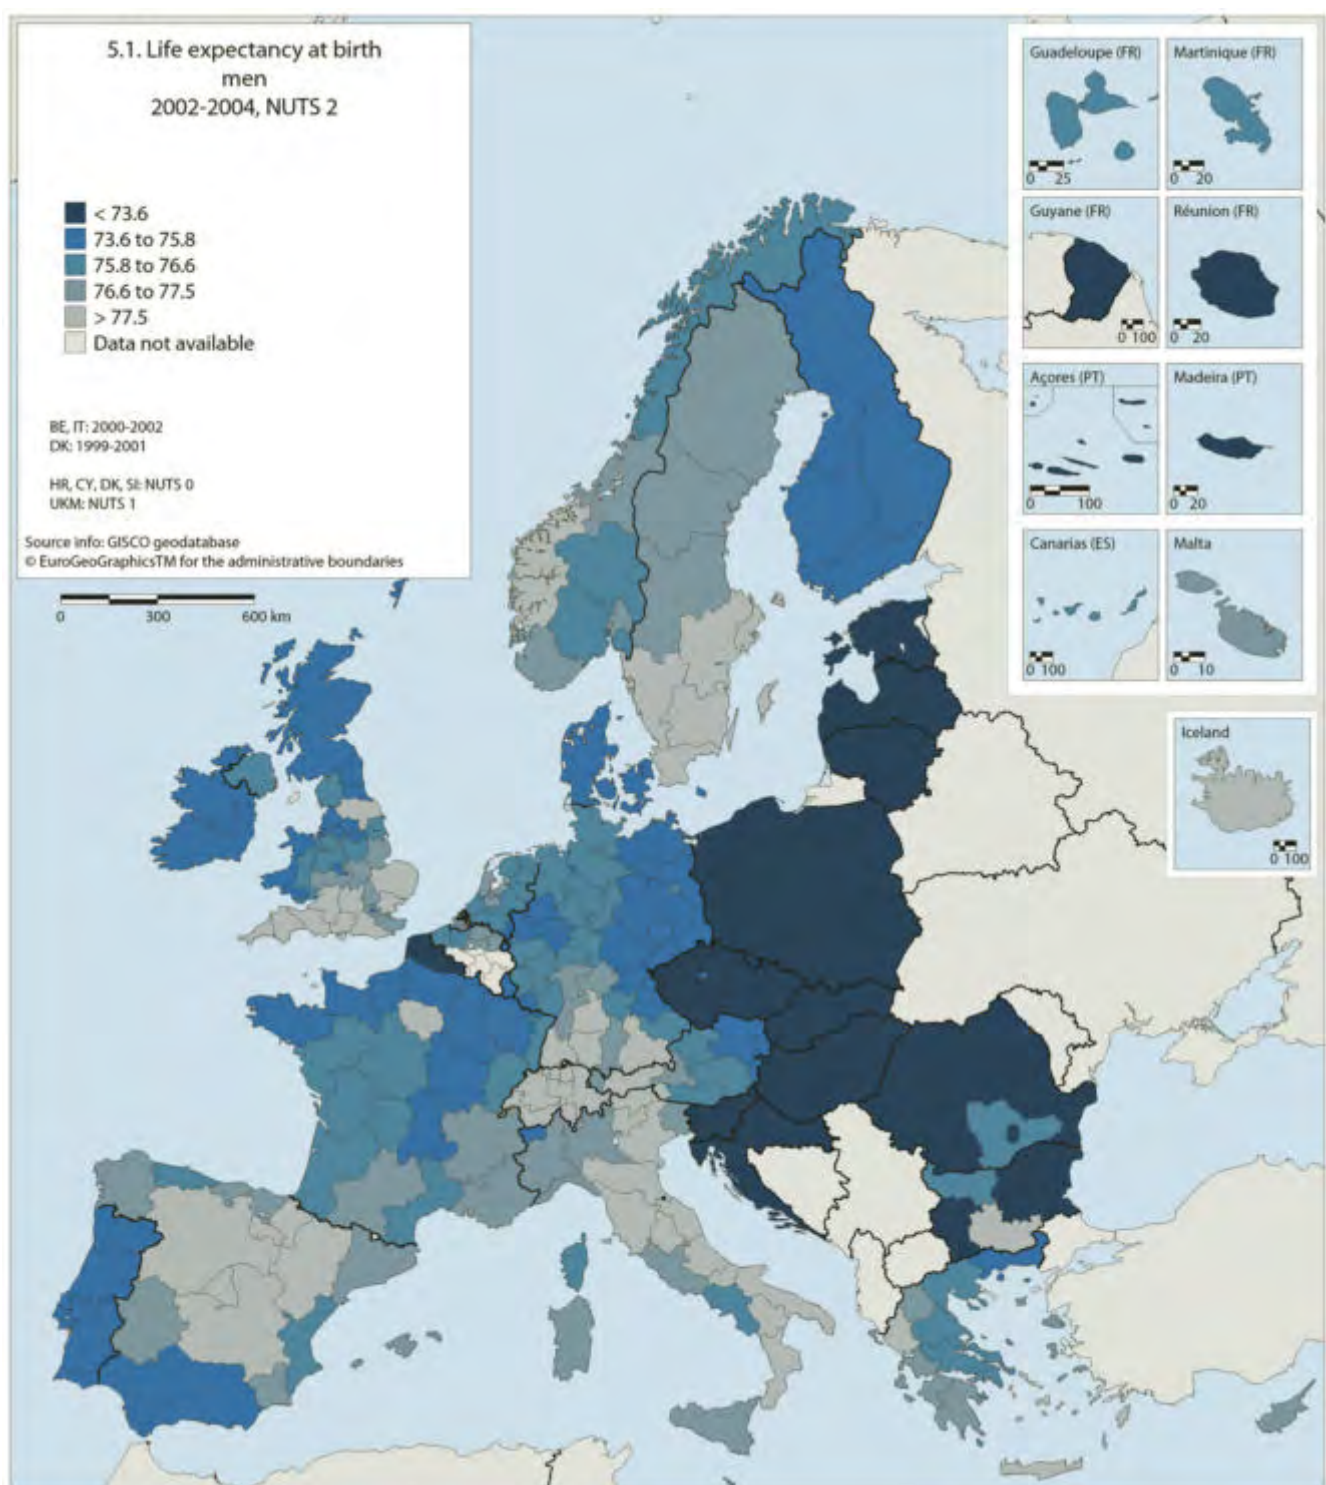 5.1. Life expectancy at birth
men
2002-2004, NUTS 2
< 73.6
73.6 to 75.8
75.8 to 76.6
76.6 to 77.5
> 77.5
Data not available
BE, IT: 2000-2002
DK: 1999-2001
HR, CY, DK, SI: NUTS 0
UKM: NUTS 1
Source info: GISCO geodatabase
© EuroGeoGraphicsTM for the administrative boundaries
0 300 600 km
Guadeloupe (FR)
0 25
Martinique (FR)
0 20
Guyane (FR)
0 100
Réunion (FR)
0 20
Açores (PT)
0 100
Madeira (PT)
0 20
Canarias (ES)
0 100
Malta
0 10
Iceland
0 100